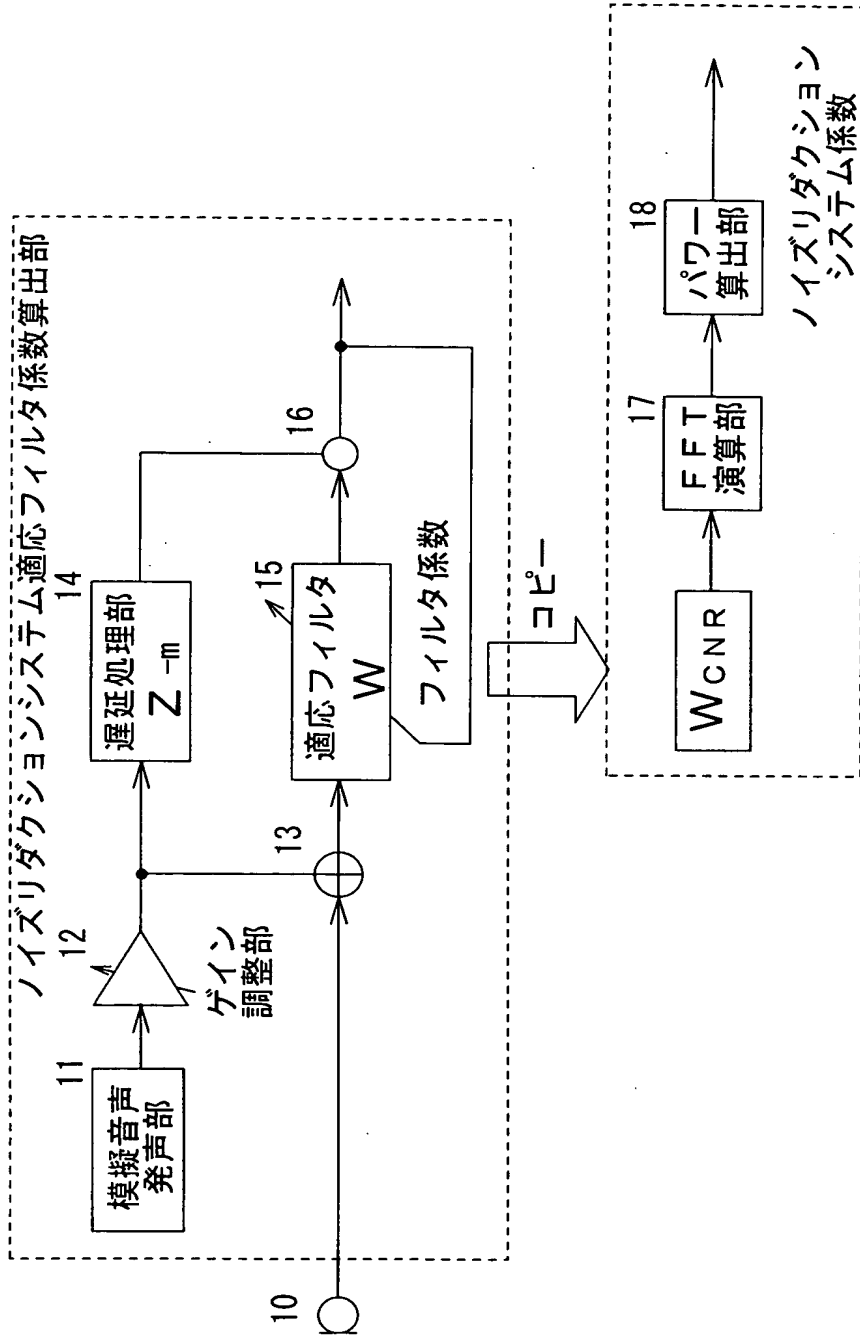 ノイズリダクションシステム適応フィルタ係数算出部
11
模擬音声
発声部
12
ゲイン
調整部
14
遅延処理部
Z-m
10
13
15
適応フィルタ
W
16
フィルタ係数
コピー
WCNR
17
FFT
演算部
18
パワー
算出部
ノイズリダクション
システム係数